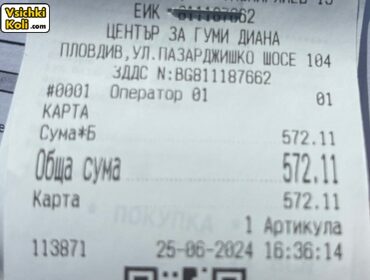 Vsichki
Koli.com
ЕИК 811187662
ЦЕНТЪР ЗА ГУМИ ДИАНА
ПЛОВДИВ,УЛ.ПАЗАРДЖИШКО ШОСЕ 104
ЗДДС N:BG811187662
#0001 Оператор 01 01
КАРТА
Сума*Б 572.11
Обща сума 572.11
Карта 572.11
* ПОКУПКА *
1 Артикула
113871 25-06-2024 16:36:14